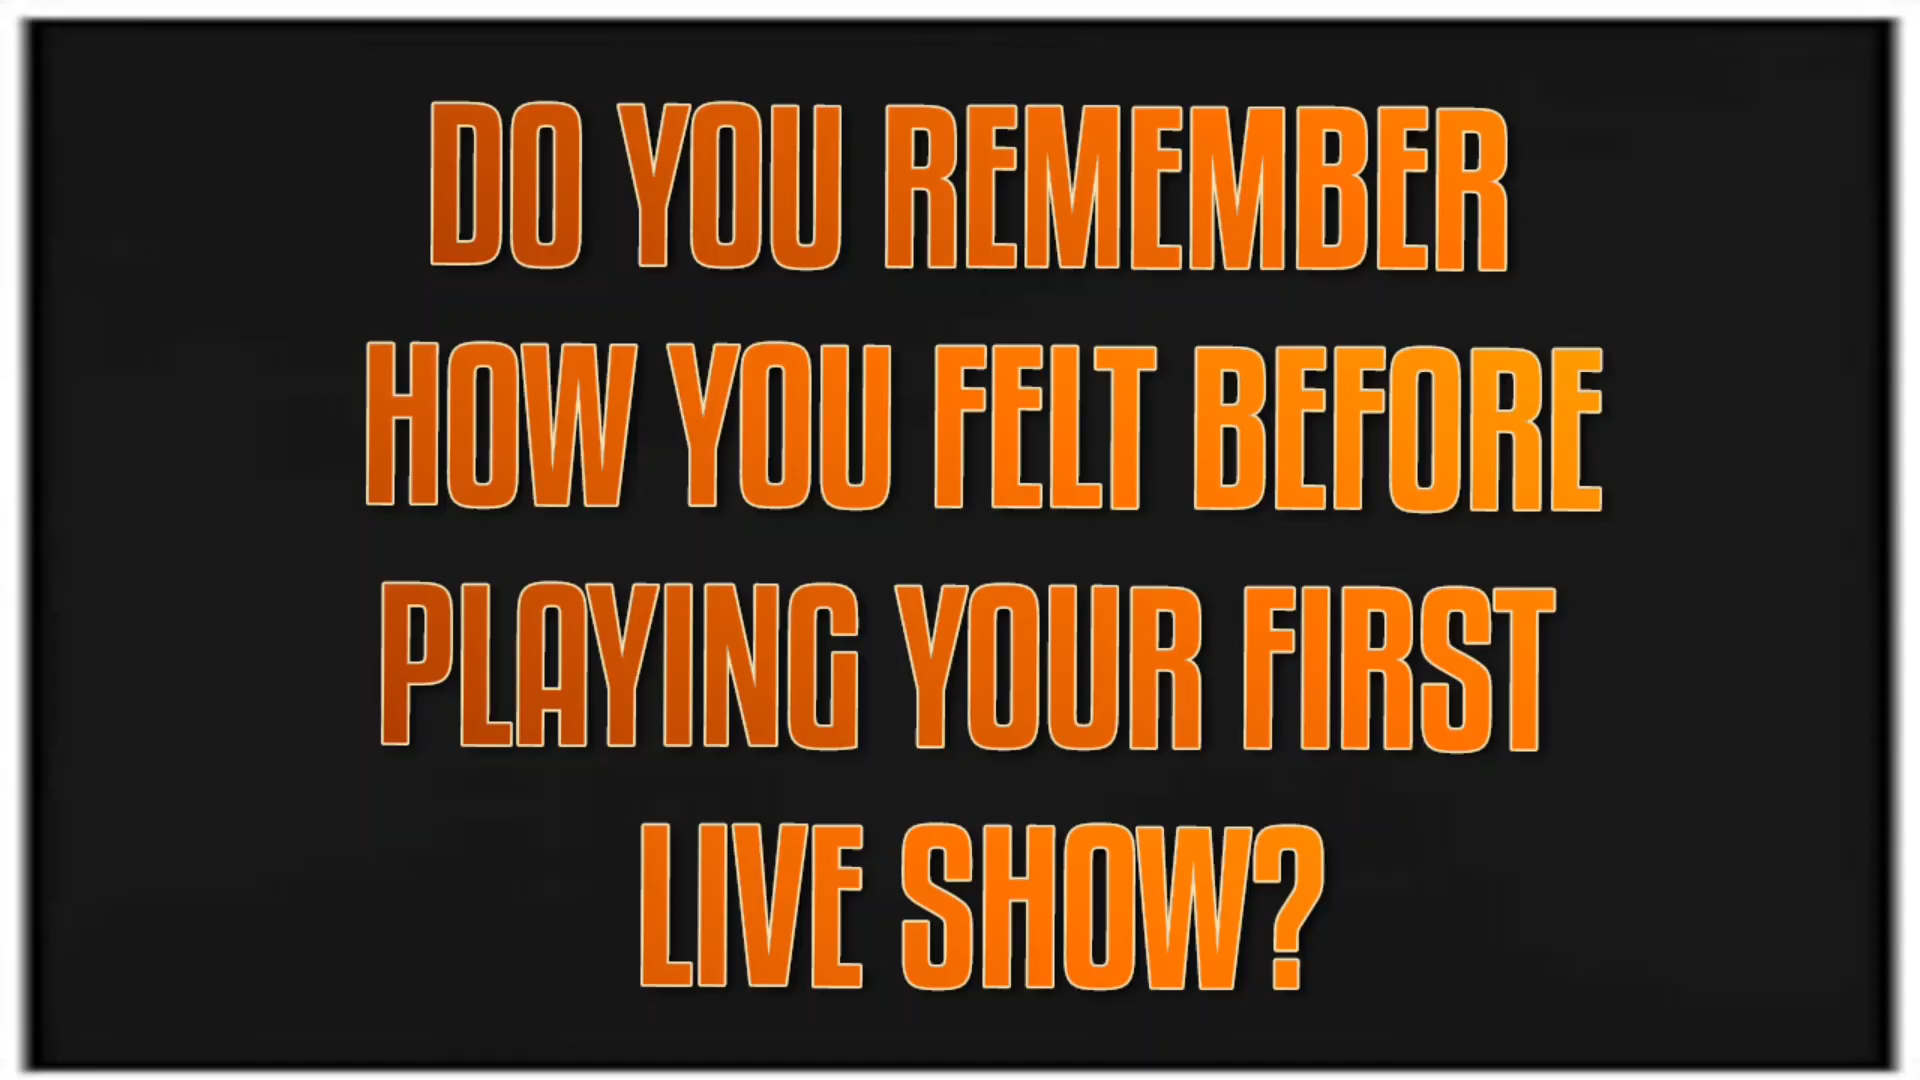 DO YOU REMEMBER
HOW YOU FELT BEFORE
PLAYING YOUR FIRST
LIVE SHOW?